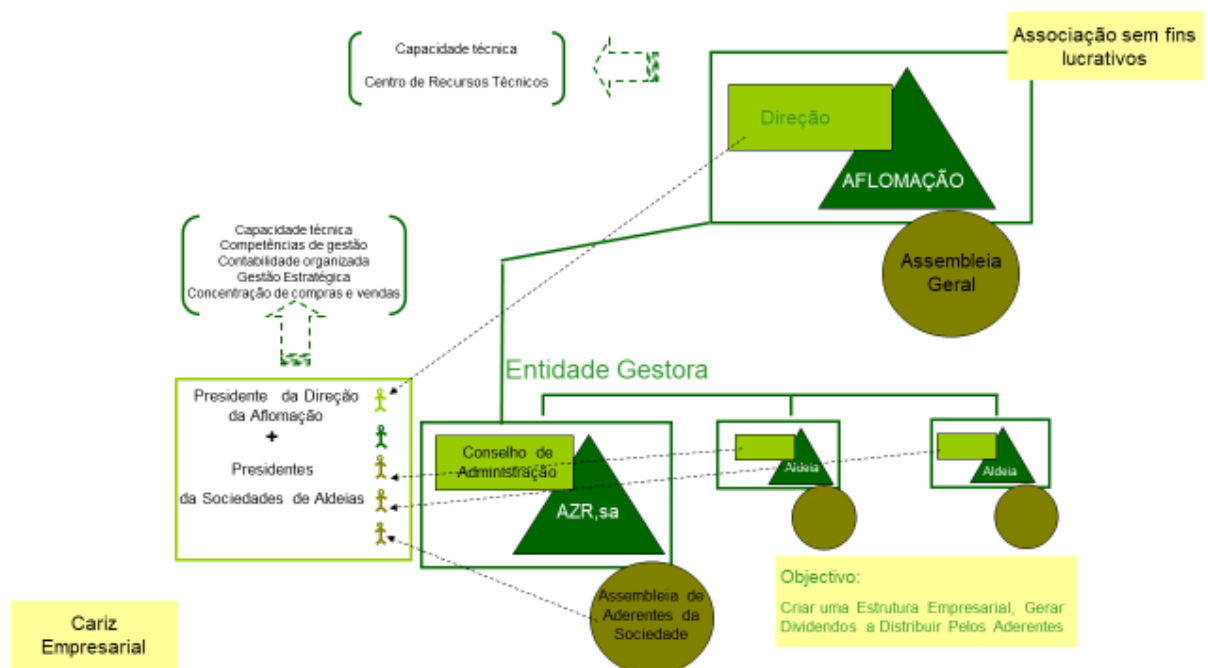 Associação sem fins
lucrativos
Capacidade técnica
Centro de Recursos Técnicos
Direção
AFLOMAÇÃO
Assembleia
Geral
Capacidade técnica
Competências de gestão
Contabilidade organizada
Gestão Estratégica
Concentração de compras e vendas
Entidade Gestora
Presidente da Direção
da Aflomação
+
Presidentes
da Sociedades de Aldeias
Conselho de
Administração
AZR,sa
Aldeia
Aldeia
Assembleia de
Aderentes da
Sociedade
Objectivo:
Criar uma Estrutura Empresarial, Gerar
Dividendos a Distribuir Pelos Aderentes
Cariz
Empresarial